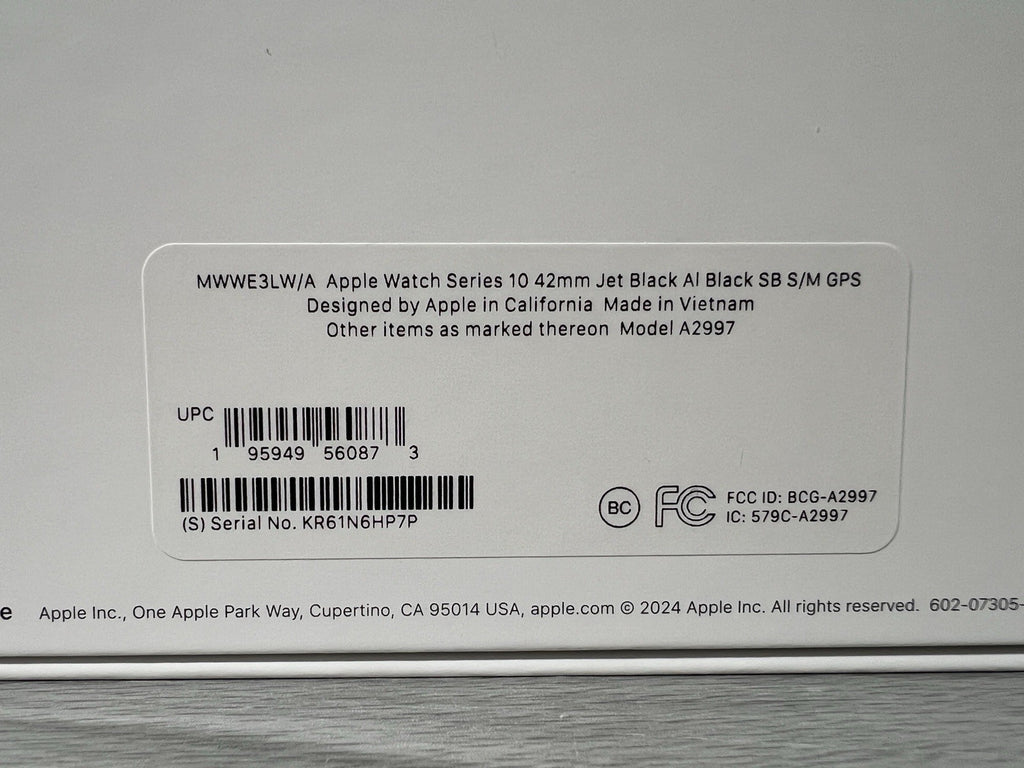 MWWE3LW/A Apple Watch Series 10 42mm Jet Black Al Black SB S/M GPS
Designed by Apple in California Made in Vietnam
Other items as marked thereon Model A2997
UPC
1 95949 56087 3
(S) Serial No. KR61N6HP7P
BC FC FCC ID: BCG-A2997
IC: 579C-A2997
e Apple Inc., One Apple Park Way, Cupertino, CA 95014 USA, apple.com © 2024 Apple Inc. All rights reserved. 602-07305-